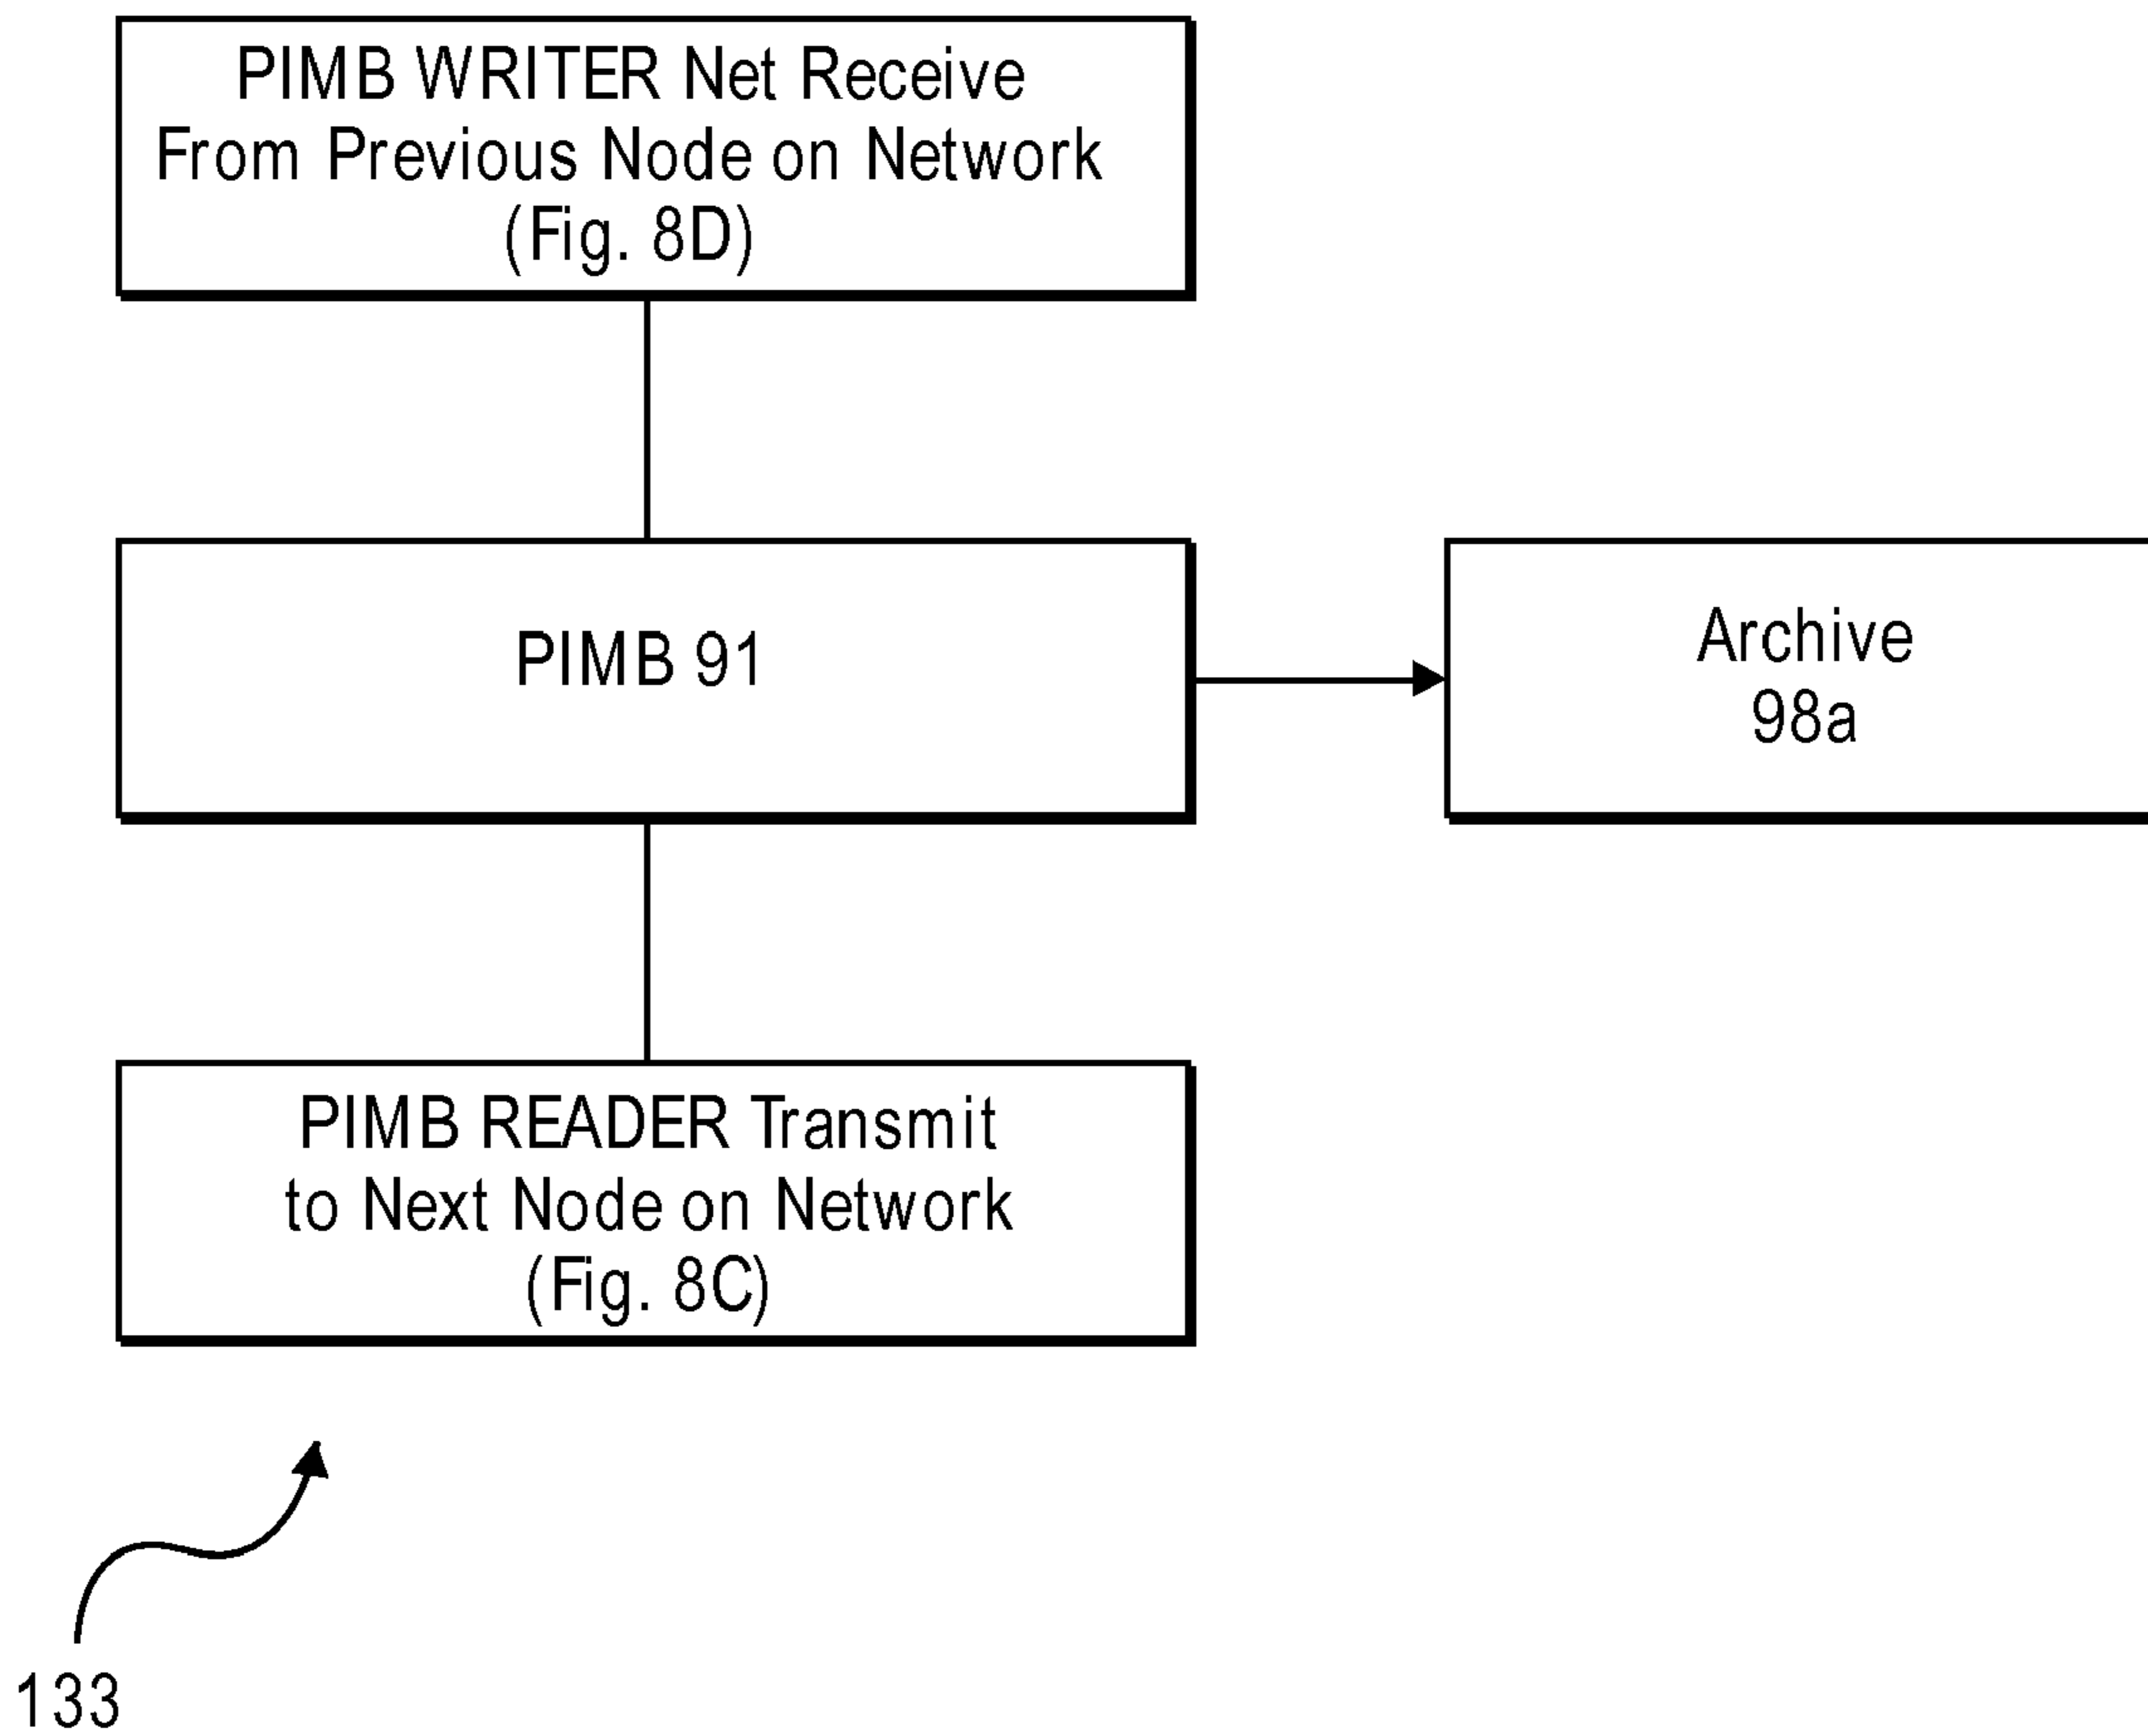 PIMB WRITER Net Receive
From Previous Node on Network
(Fig. 8D)
PIMB 91
Archive
98a
PIMB READER Transmit
to Next Node on Network
(Fig. 8C)
133